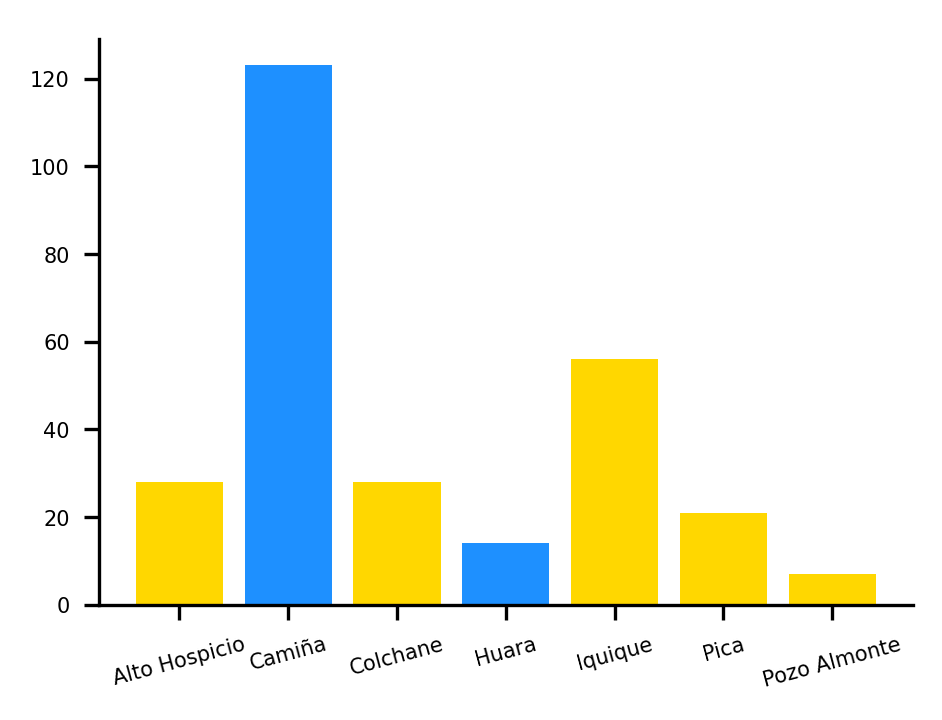 120
100
80
60
40
20
0
Alto Hospicio
Camiña
Colchane
Huara
Iquique
Pica
Pozo Almonte